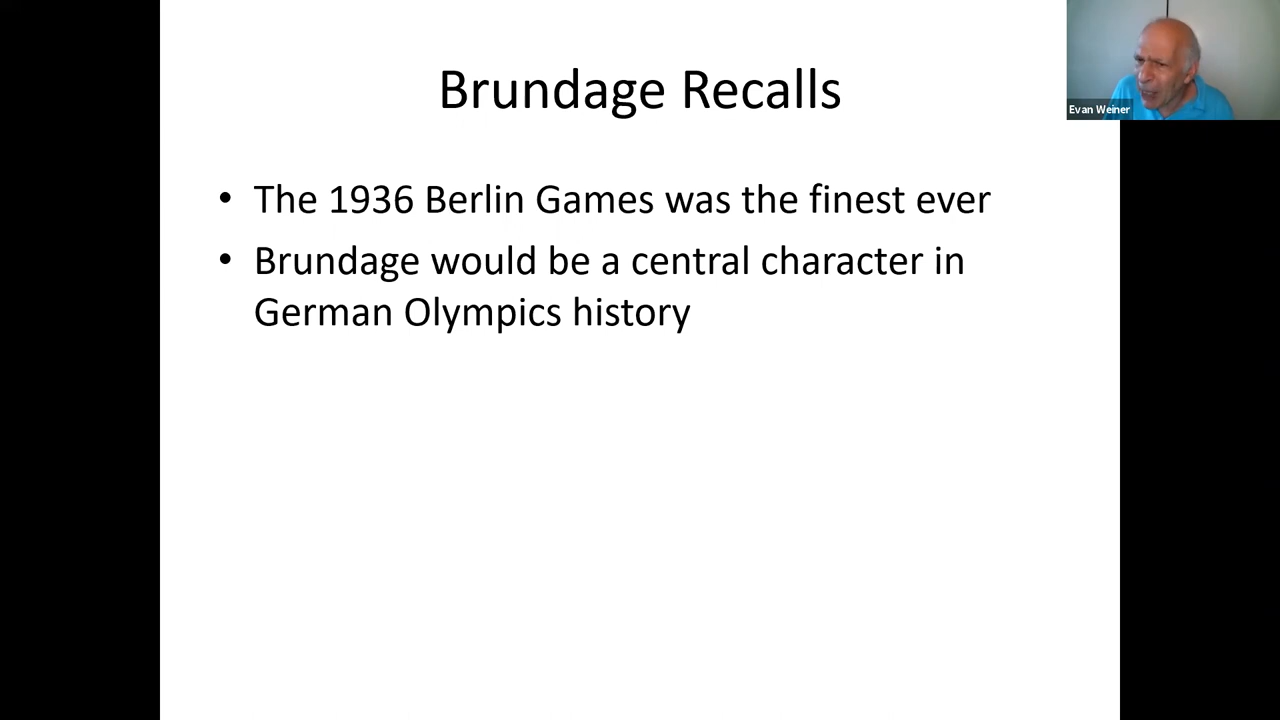 Brundage Recalls
Evan Weiner
• The 1936 Berlin Games was the finest ever
• Brundage would be a central character in
German Olympics history